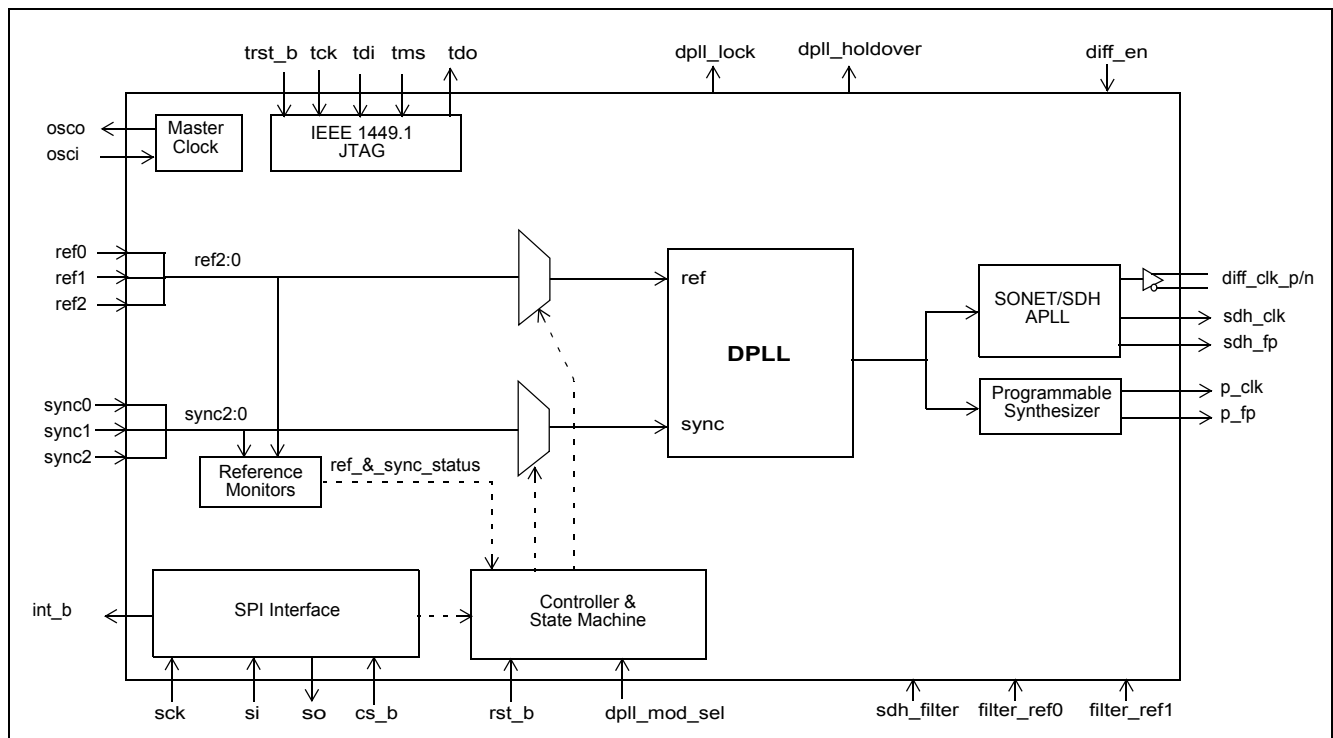 trst_b tck tdi tms tdo
dpll_lock
dpll_holdover
diff_en
osco
osci
Master
Clock
IEEE 1449.1
JTAG
ref0
ref1
ref2
ref2:0
ref
DPLL
sync
SONET/SDH
APLL
diff_clk_p/n
sdh_clk
sdh_fp
Programmable
Synthesizer
p_clk
p_fp
sync0
sync1
sync2
sync2:0
Reference
Monitors
ref_&_sync_status
int_b
SPI Interface
Controller &
State Machine
sck
si
so
cs_b
rst_b
dpll_mod_sel
sdh_filter
filter_ref0
filter_ref1